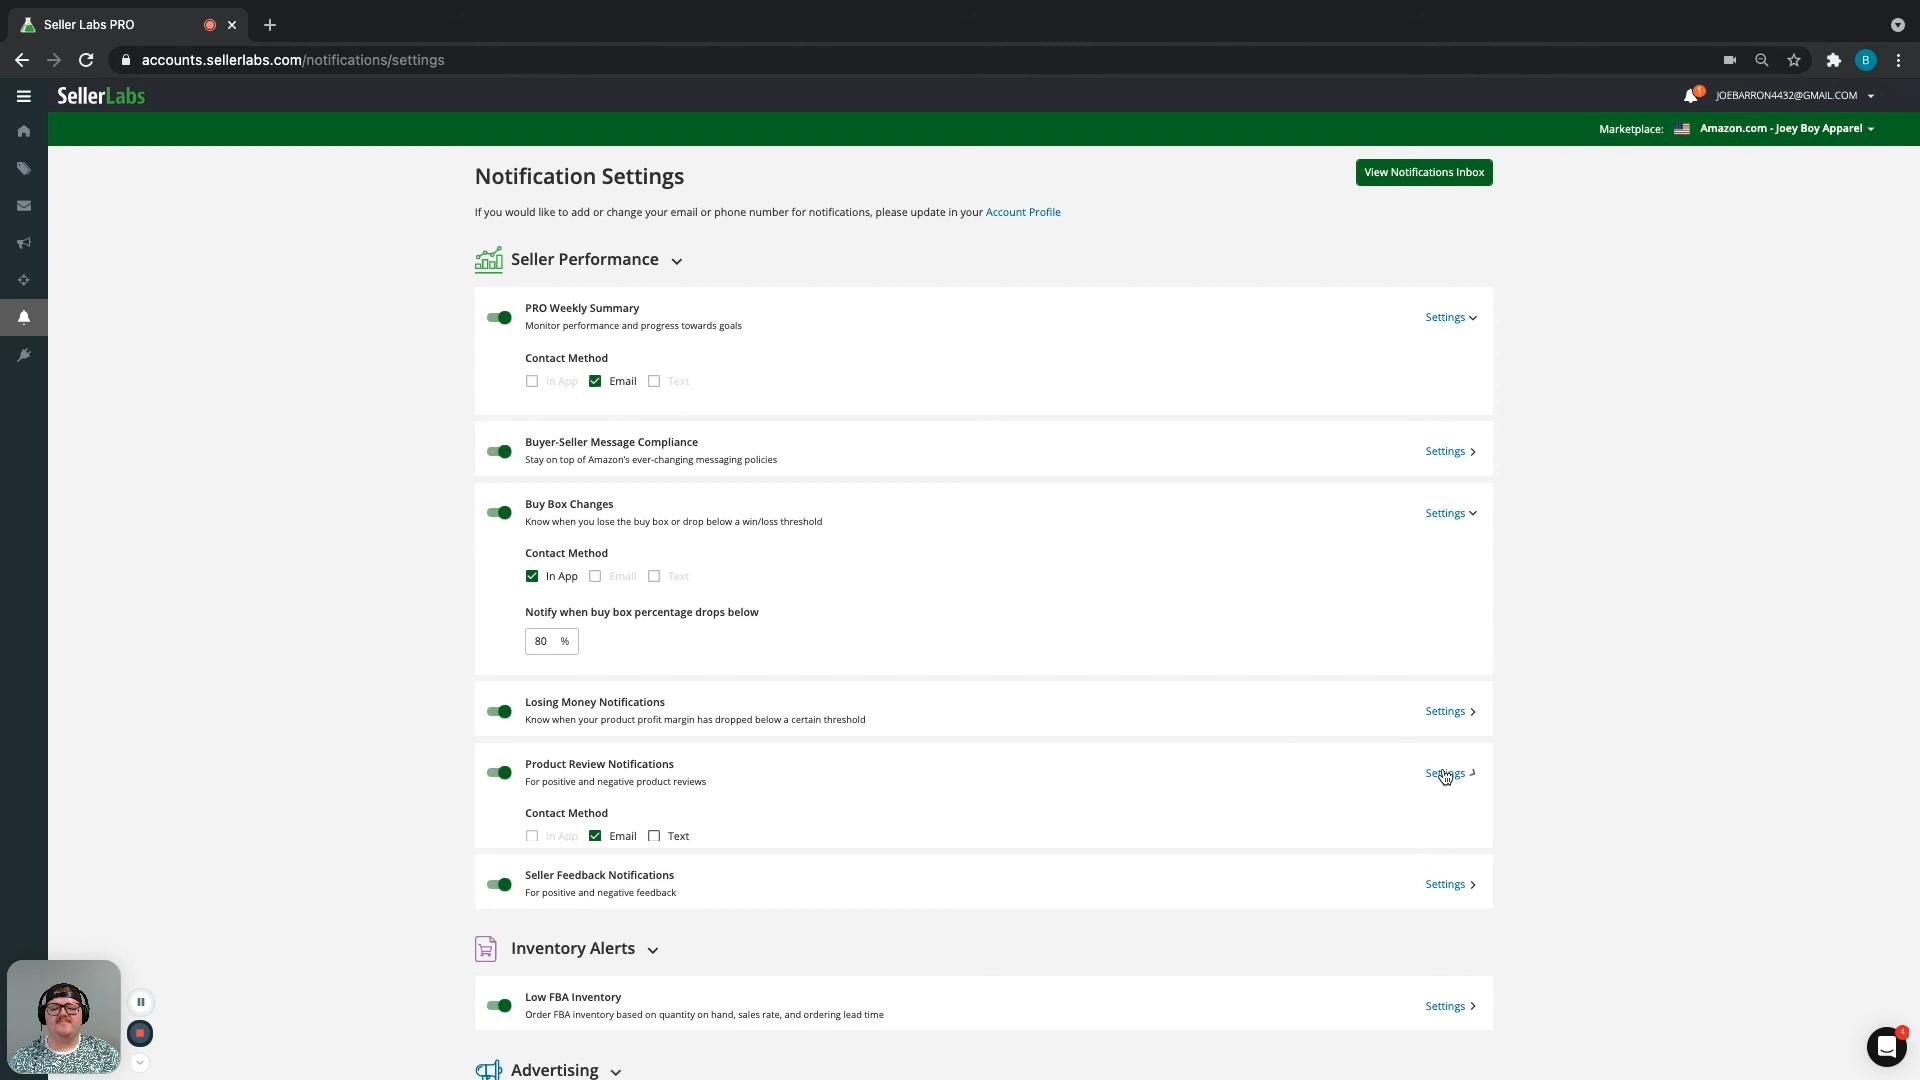 Seller Labs PRO
accounts.sellerlabs.com/notifications/settings
B
SellerLabs
1
JOEBARRON4432@GMAIL.COM
Marketplace: Amazon.com - Joey Boy Apparel
Notification Settings
View Notifications Inbox
If you would like to add or change your email or phone number for notifications, please update in your Account Profile
Seller Performance
PRO Weekly Summary
Monitor performance and progress towards goals
Settings
Contact Method
In App Email Text
Buyer-Seller Message Compliance
Stay on top of Amazon's ever-changing messaging policies
Settings
Buy Box Changes
Know when you lose the buy box or drop below a win/loss threshold
Settings
Contact Method
In App Email Text
Notify when buy box percentage drops below
80 %
Losing Money Notifications
Know when your product profit margin has dropped below a certain threshold
Settings
Product Review Notifications
For positive and negative product reviews
Settings
Contact Method
In App Email Text
Seller Feedback Notifications
For positive and negative feedback
Settings
Inventory Alerts
Low FBA Inventory
Order FBA inventory based on quantity on hand, sales rate, and ordering lead time
Settings
4
Advertising